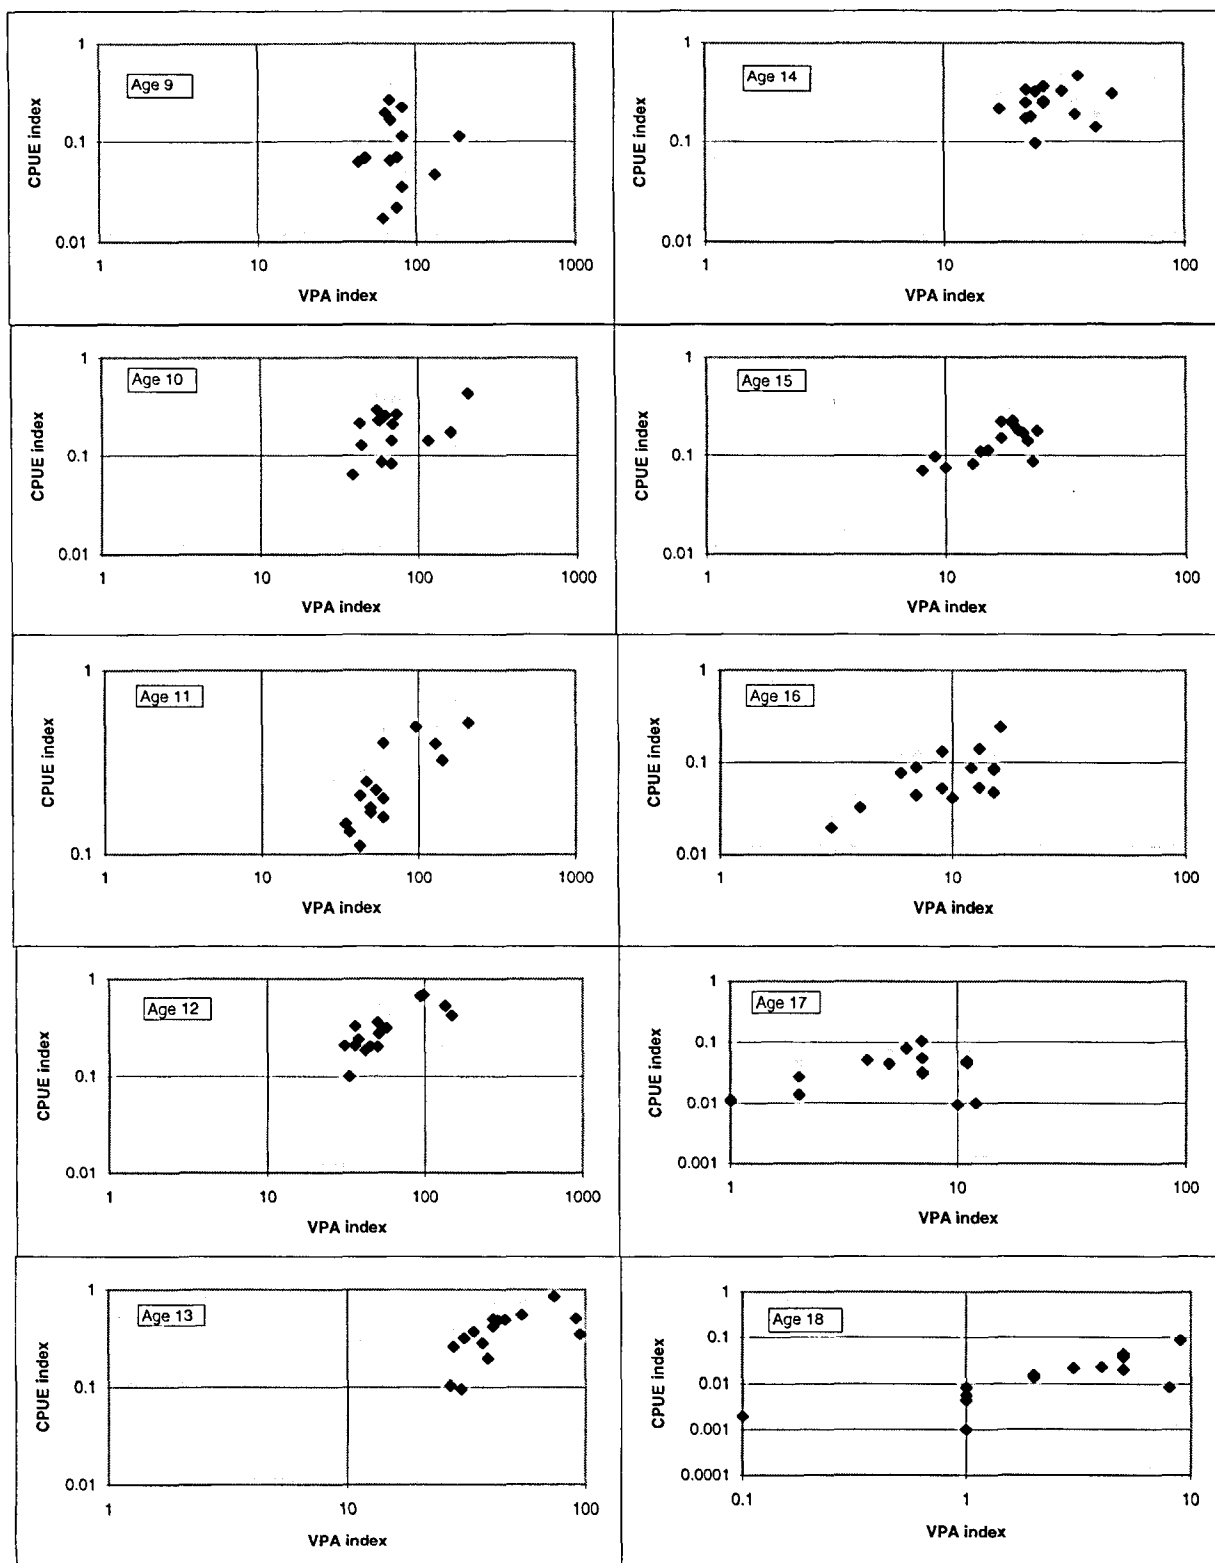 Age 9
CPUE index
1
0.1
0.01
1 10 100 1000
VPA index
Age 14
CPUE index
1
0.1
0.01
1 10 100
VPA index
Age 10
CPUE index
1
0.1
0.01
1 10 100 1000
VPA index
Age 15
CPUE index
1
0.1
0.01
1 10 100
VPA index
Age 11
CPUE index
1
0.1
1 10 100 1000
VPA index
Age 16
CPUE index
1
0.1
0.01
1 10 100
VPA index
Age 12
CPUE index
1
0.1
0.01
1 10 100 1000
VPA index
Age 17
CPUE index
1
0.1
0.01
0.001
1 10 100
VPA index
Age 13
CPUE index
1
0.1
0.01
1 10 100
VPA index
Age 18
CPUE index
1
0.1
0.01
0.001
0.0001
0.1 1 10
VPA index